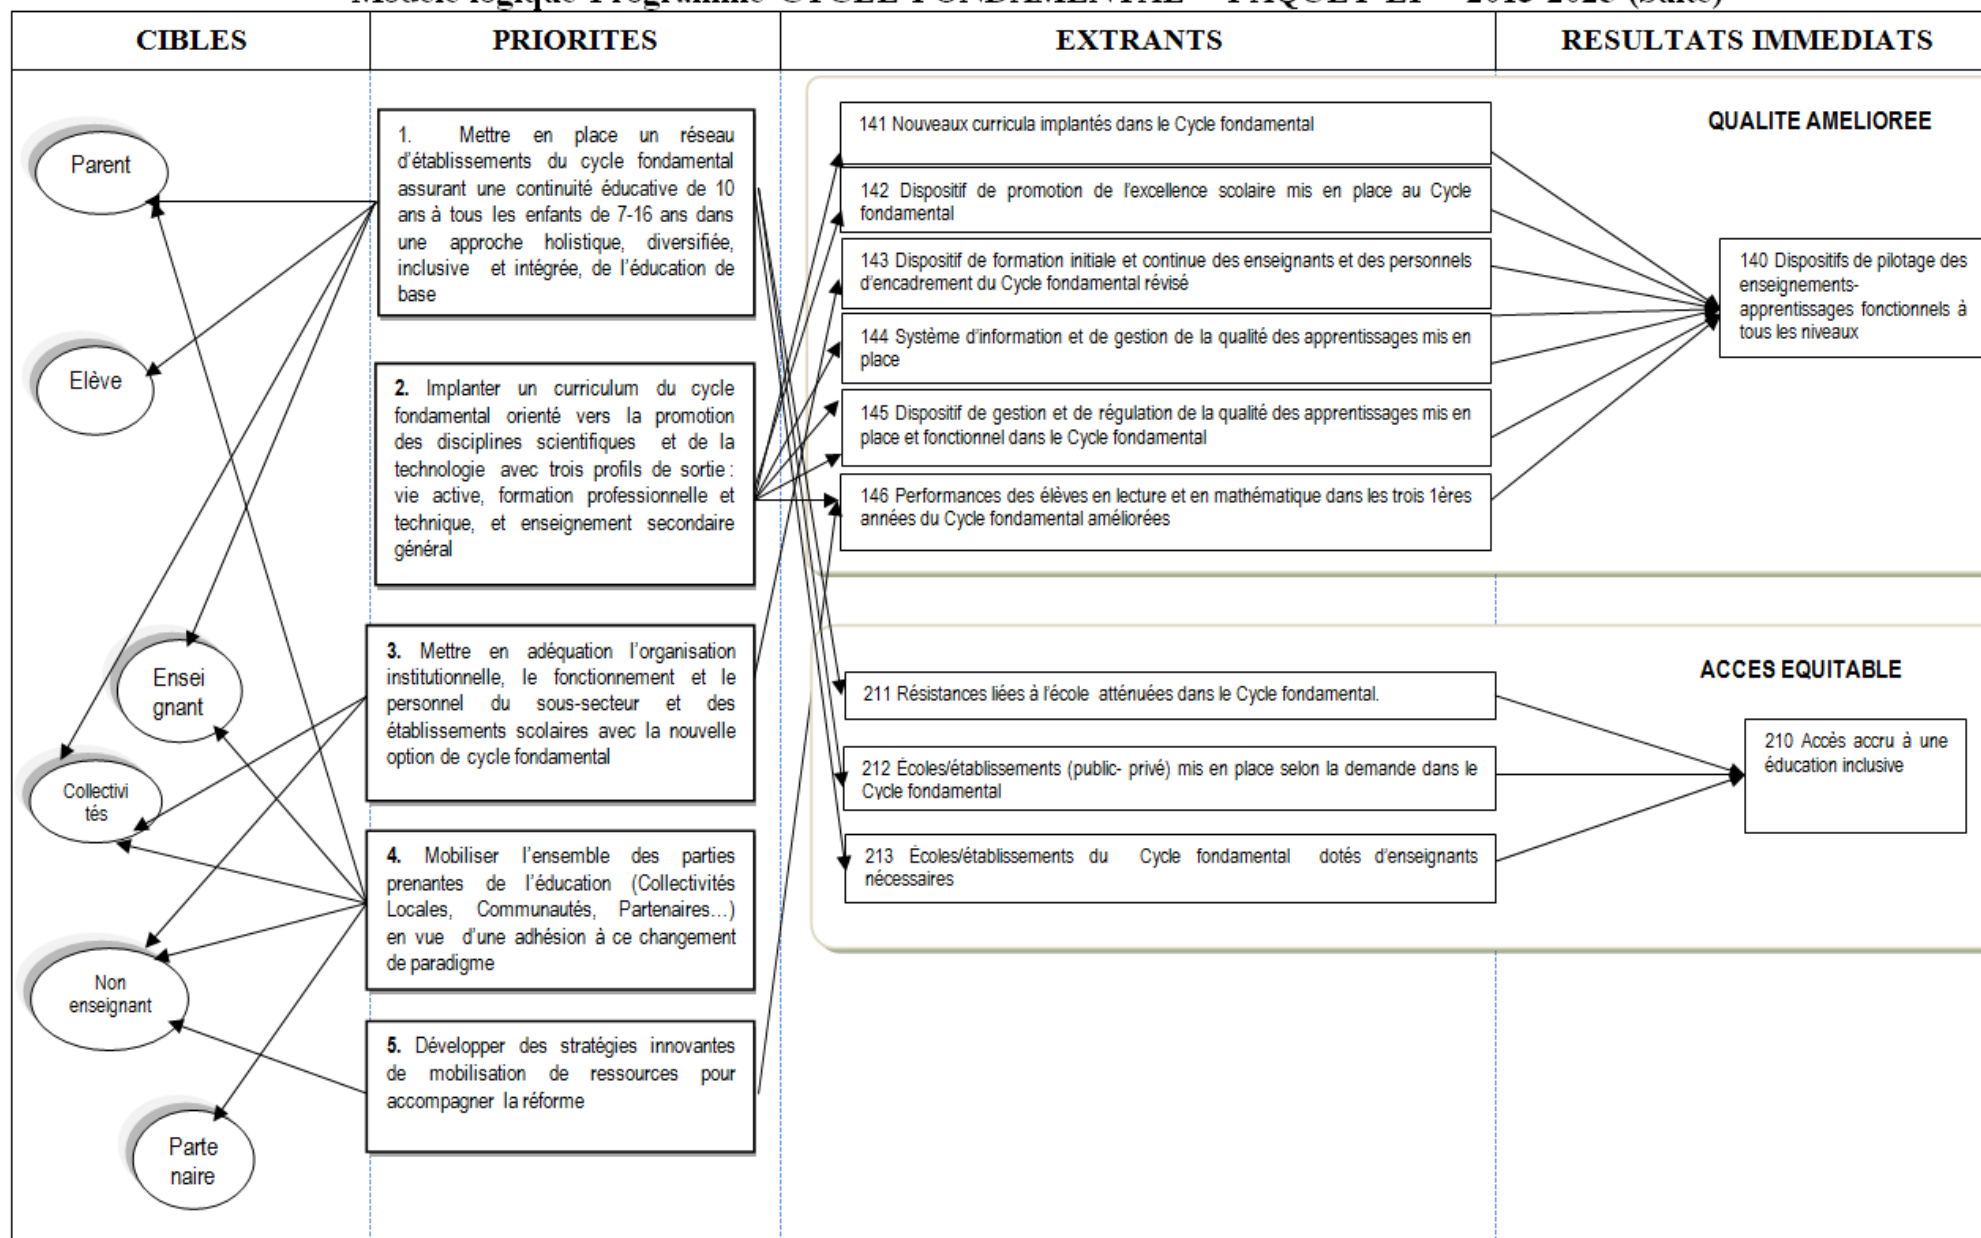 Modèle logique Programme CYCLE FONDAMENTAL – PAQUET-EF – 2013-2025 (Suite)
CIBLES
PRIORITES
EXTRANTS
RESULTATS IMMEDIATS
Parent
Elève
Ensei
gnant
Collectivi
tés
Non
enseignant
Parte
naire
1. Mettre en place un réseau
d’établissements du cycle fondamental
assurant une continuité éducative de 10
ans à tous les enfants de 7-16 ans dans
une approche holistique, diversifiée,
inclusive et intégrée, de l’éducation de
base
2. Implanter un curriculum du cycle
fondamental orienté vers la promotion
des disciplines scientifiques et de la
technologie avec trois profils de sortie :
vie active, formation professionnelle et
technique, et enseignement secondaire
général
3. Mettre en adéquation l’organisation
institutionnelle, le fonctionnement et le
personnel du sous-secteur et des
établissements scolaires avec la nouvelle
option de cycle fondamental
4. Mobiliser l’ensemble des parties
prenantes de l’éducation (Collectivités
Locales, Communautés, Partenaires…)
en vue d’une adhésion à ce changement
de paradigme
5. Développer des stratégies innovantes
de mobilisation de ressources pour
accompagner la réforme
141 Nouveaux curricula implantés dans le Cycle fondamental
142 Dispositif de promotion de l’excellence scolaire mis en place au Cycle
fondamental
143 Dispositif de formation initiale et continue des enseignants et des personnels
d’encadrement du Cycle fondamental révisé
144 Système d’information et de gestion de la qualité des apprentissages mis en
place
145 Dispositif de gestion et de régulation de la qualité des apprentissages mis en
place et fonctionnel dans le Cycle fondamental
146 Performances des élèves en lecture et en mathématique dans les trois 1ères
années du Cycle fondamental améliorées
QUALITE AMELIOREE
140 Dispositifs de pilotage des
enseignements-
apprentissages fonctionnels à
tous les niveaux
211 Résistances liées à l’école atténuées dans le Cycle fondamental.
212 Écoles/établissements (public- privé) mis en place selon la demande dans le
Cycle fondamental
213 Écoles/établissements du Cycle fondamental dotés d’enseignants
nécessaires
ACCES EQUITABLE
210 Accès accru à une
éducation inclusive